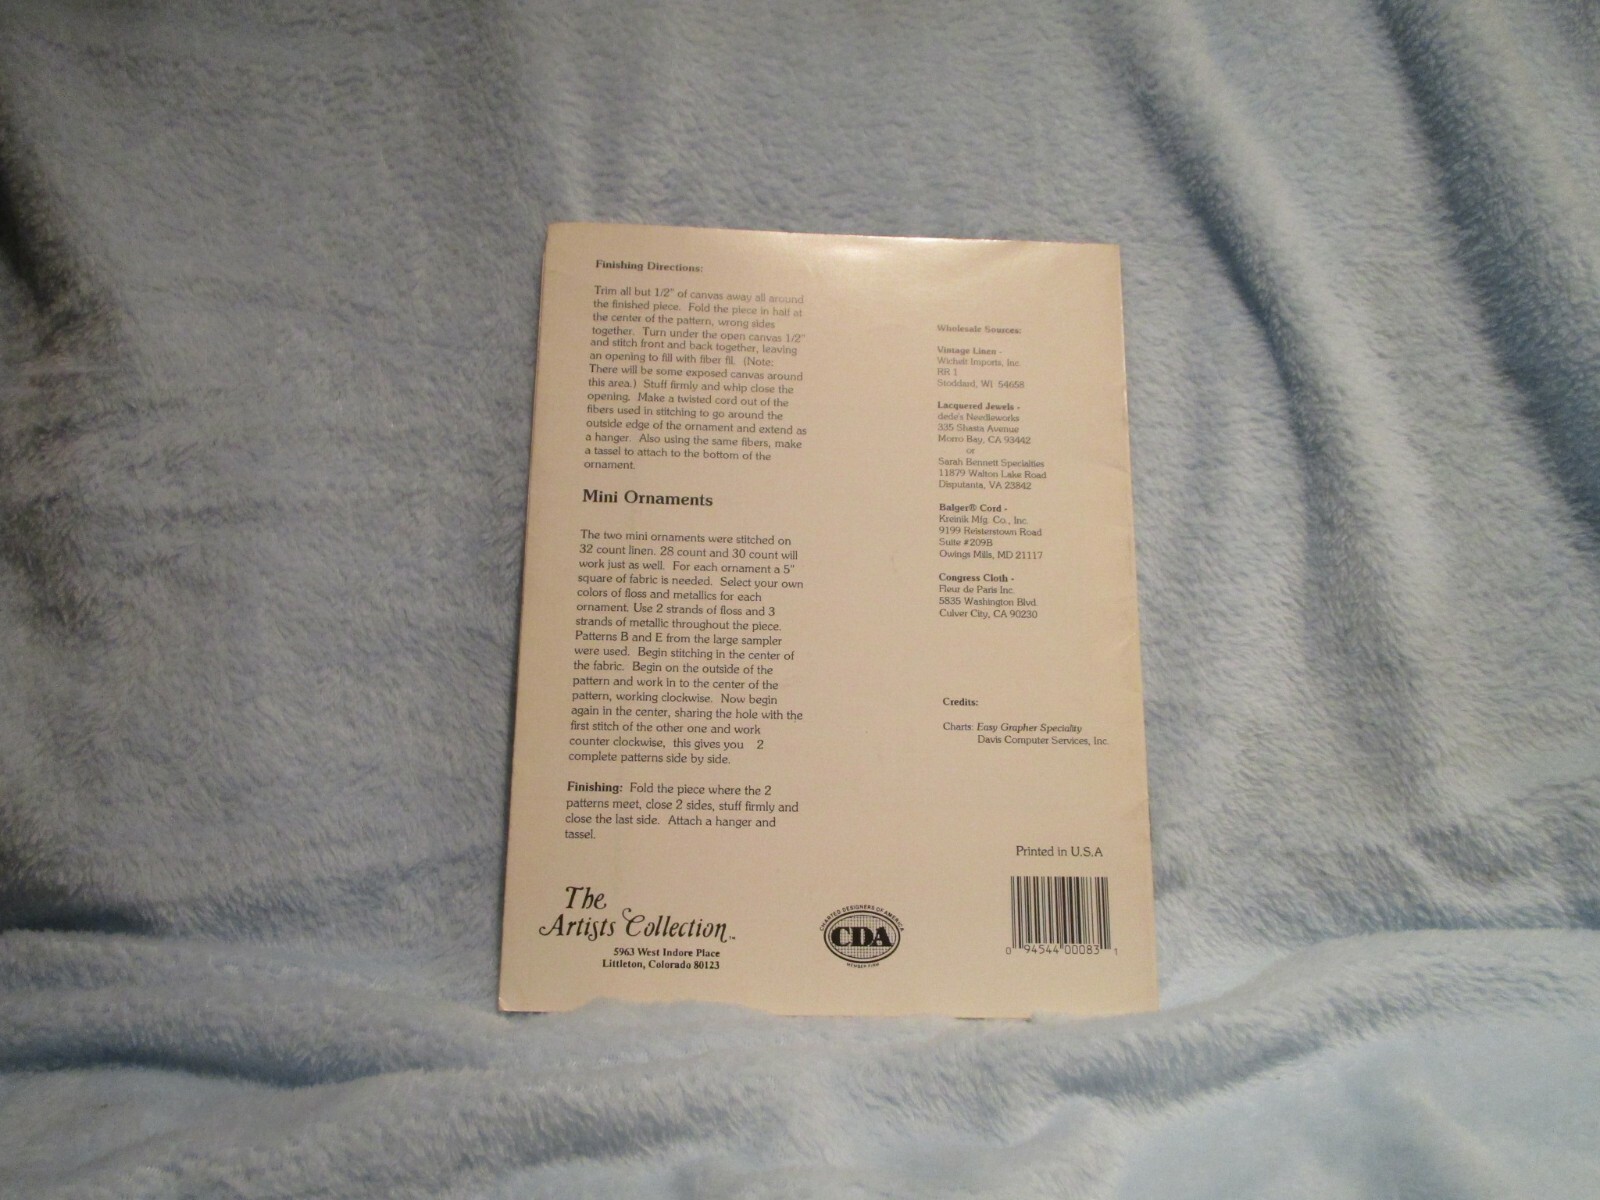 Finishing Directions:
Trim all but 1/2" of canvas away all around
the finished piece. Fold the piece in half at
the center of the pattern, wrong sides
together. Turn under the open canvas 1/2"
and stitch front and back together, leaving
an opening to fill with fiber fil. (Note:
There will be some exposed canvas around
this area.) Stuff firmly and whip close the
opening. Make a twisted cord out of the
fibers used in stitching to go around the
outside edge of the ornament and extend as
a hanger. Also using the same fibers, make
a tassel to attach to the bottom of the
ornament.
Mini Ornaments
The two mini ornaments were stitched on
32 count linen. 28 count and 30 count will
work just as well. For each ornament a 5"
square of fabric is needed. Select your own
colors of floss and metallics for each
ornament. Use 2 strands of floss and 3
strands of metallic throughout the piece.
Patterns B and E from the large sampler
were used. Begin stitching in the center of
the fabric. Begin on the outside of the
pattern and work in to the center of the
pattern, working clockwise. Now begin
again in the center, sharing the hole with the
first stitch of the other one and work
counter clockwise, this gives you 2
complete patterns side by side.
Finishing: Fold the piece where the 2
patterns meet, close 2 sides, stuff firmly and
close the last side. Attach a hanger and
tassel.
The
Artists Collection™
5963 West Indore Place
Littleton, Colorado 80123
Wholesale Sources:
Vintage Linen -
Wichelt Imports, Inc.
RR 1
Stoddard, WI 54658
Lacquered Jewels -
dede's Needleworks
335 Shasta Avenue
Morro Bay, CA 93442
or
Sarah Bennett Specialties
11879 Walton Lake Road
Disputanta, VA 23842
Balger® Cord -
Kreinik Mfg. Co., Inc.
9199 Reisterstown Road
Suite #209B
Owings Mills, MD 21117
Congress Cloth -
Fleur de Paris Inc.
5835 Washington Blvd.
Culver City, CA 90230
Credits:
Charts: Easy Grapher Speciality
Davis Computer Services, Inc.
Printed in U.S.A
CHARTED DESIGNERS OF AMERICA
CDA
MEMBER FIRM
0 94544 00083 1